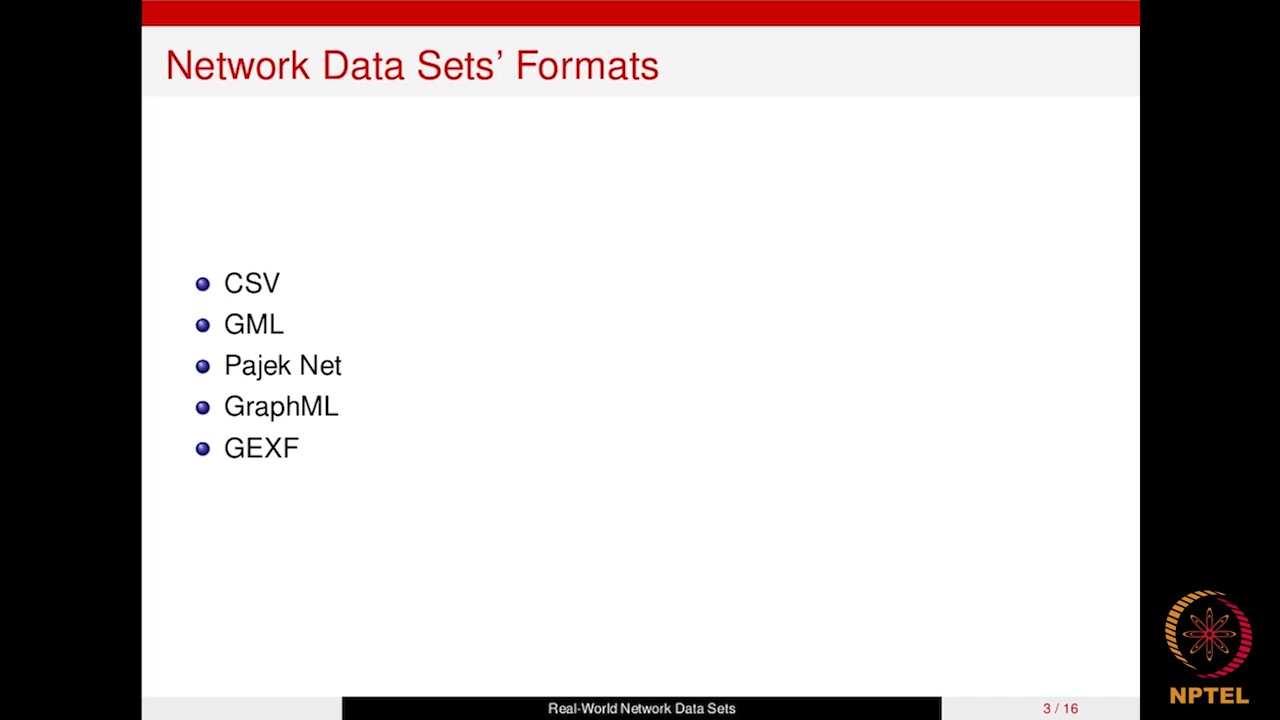 Network Data Sets' Formats
CSV
GML
Pajek Net
GraphML
GEXF
Real-World Network Data Sets
3 / 16
NPTEL